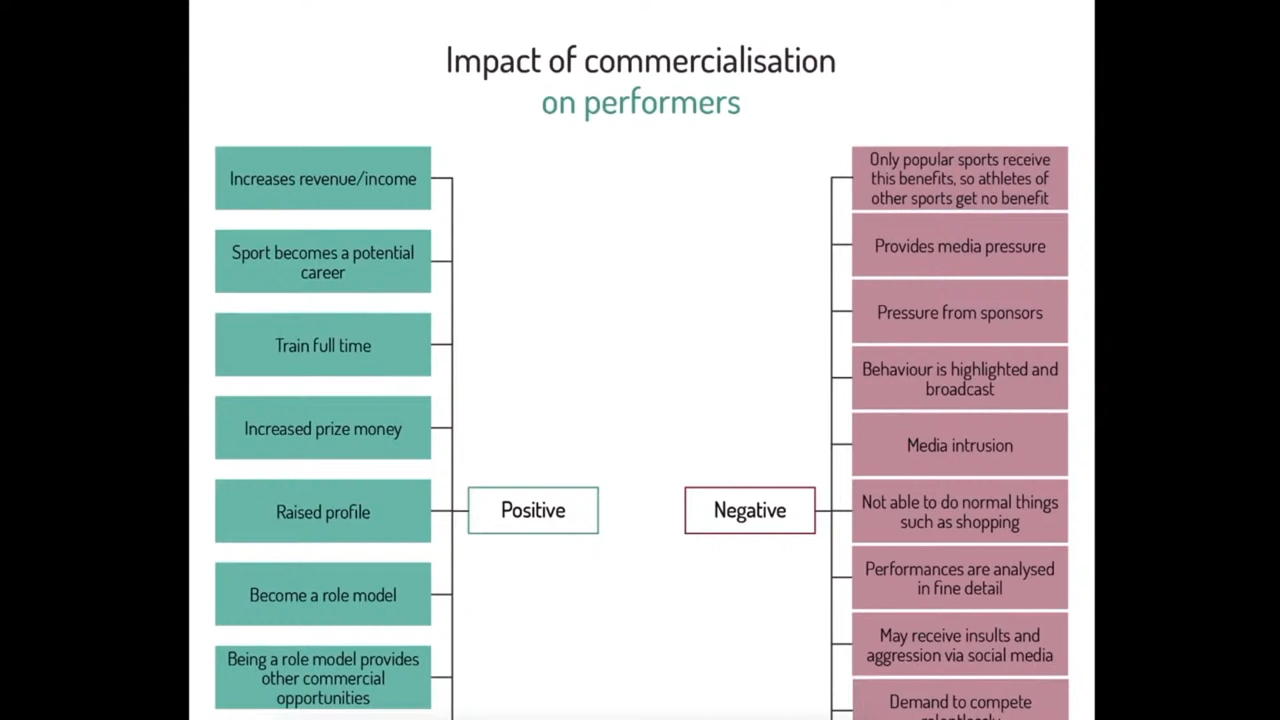 Impact of commercialisation
on performers
Increases revenue/income
Sport becomes a potential
career
Train full time
Increased prize money
Raised profile
Become a role model
Being a role model provides
other commercial
opportunities
Positive
Negative
Only popular sports receive
this benefits, so athletes of
other sports get no benefit
Provides media pressure
Pressure from sponsors
Behaviour is highlighted and
broadcast
Media intrusion
Not able to do normal things
such as shopping
Performances are analysed
in fine detail
May receive insults and
aggression via social media
Demand to compete